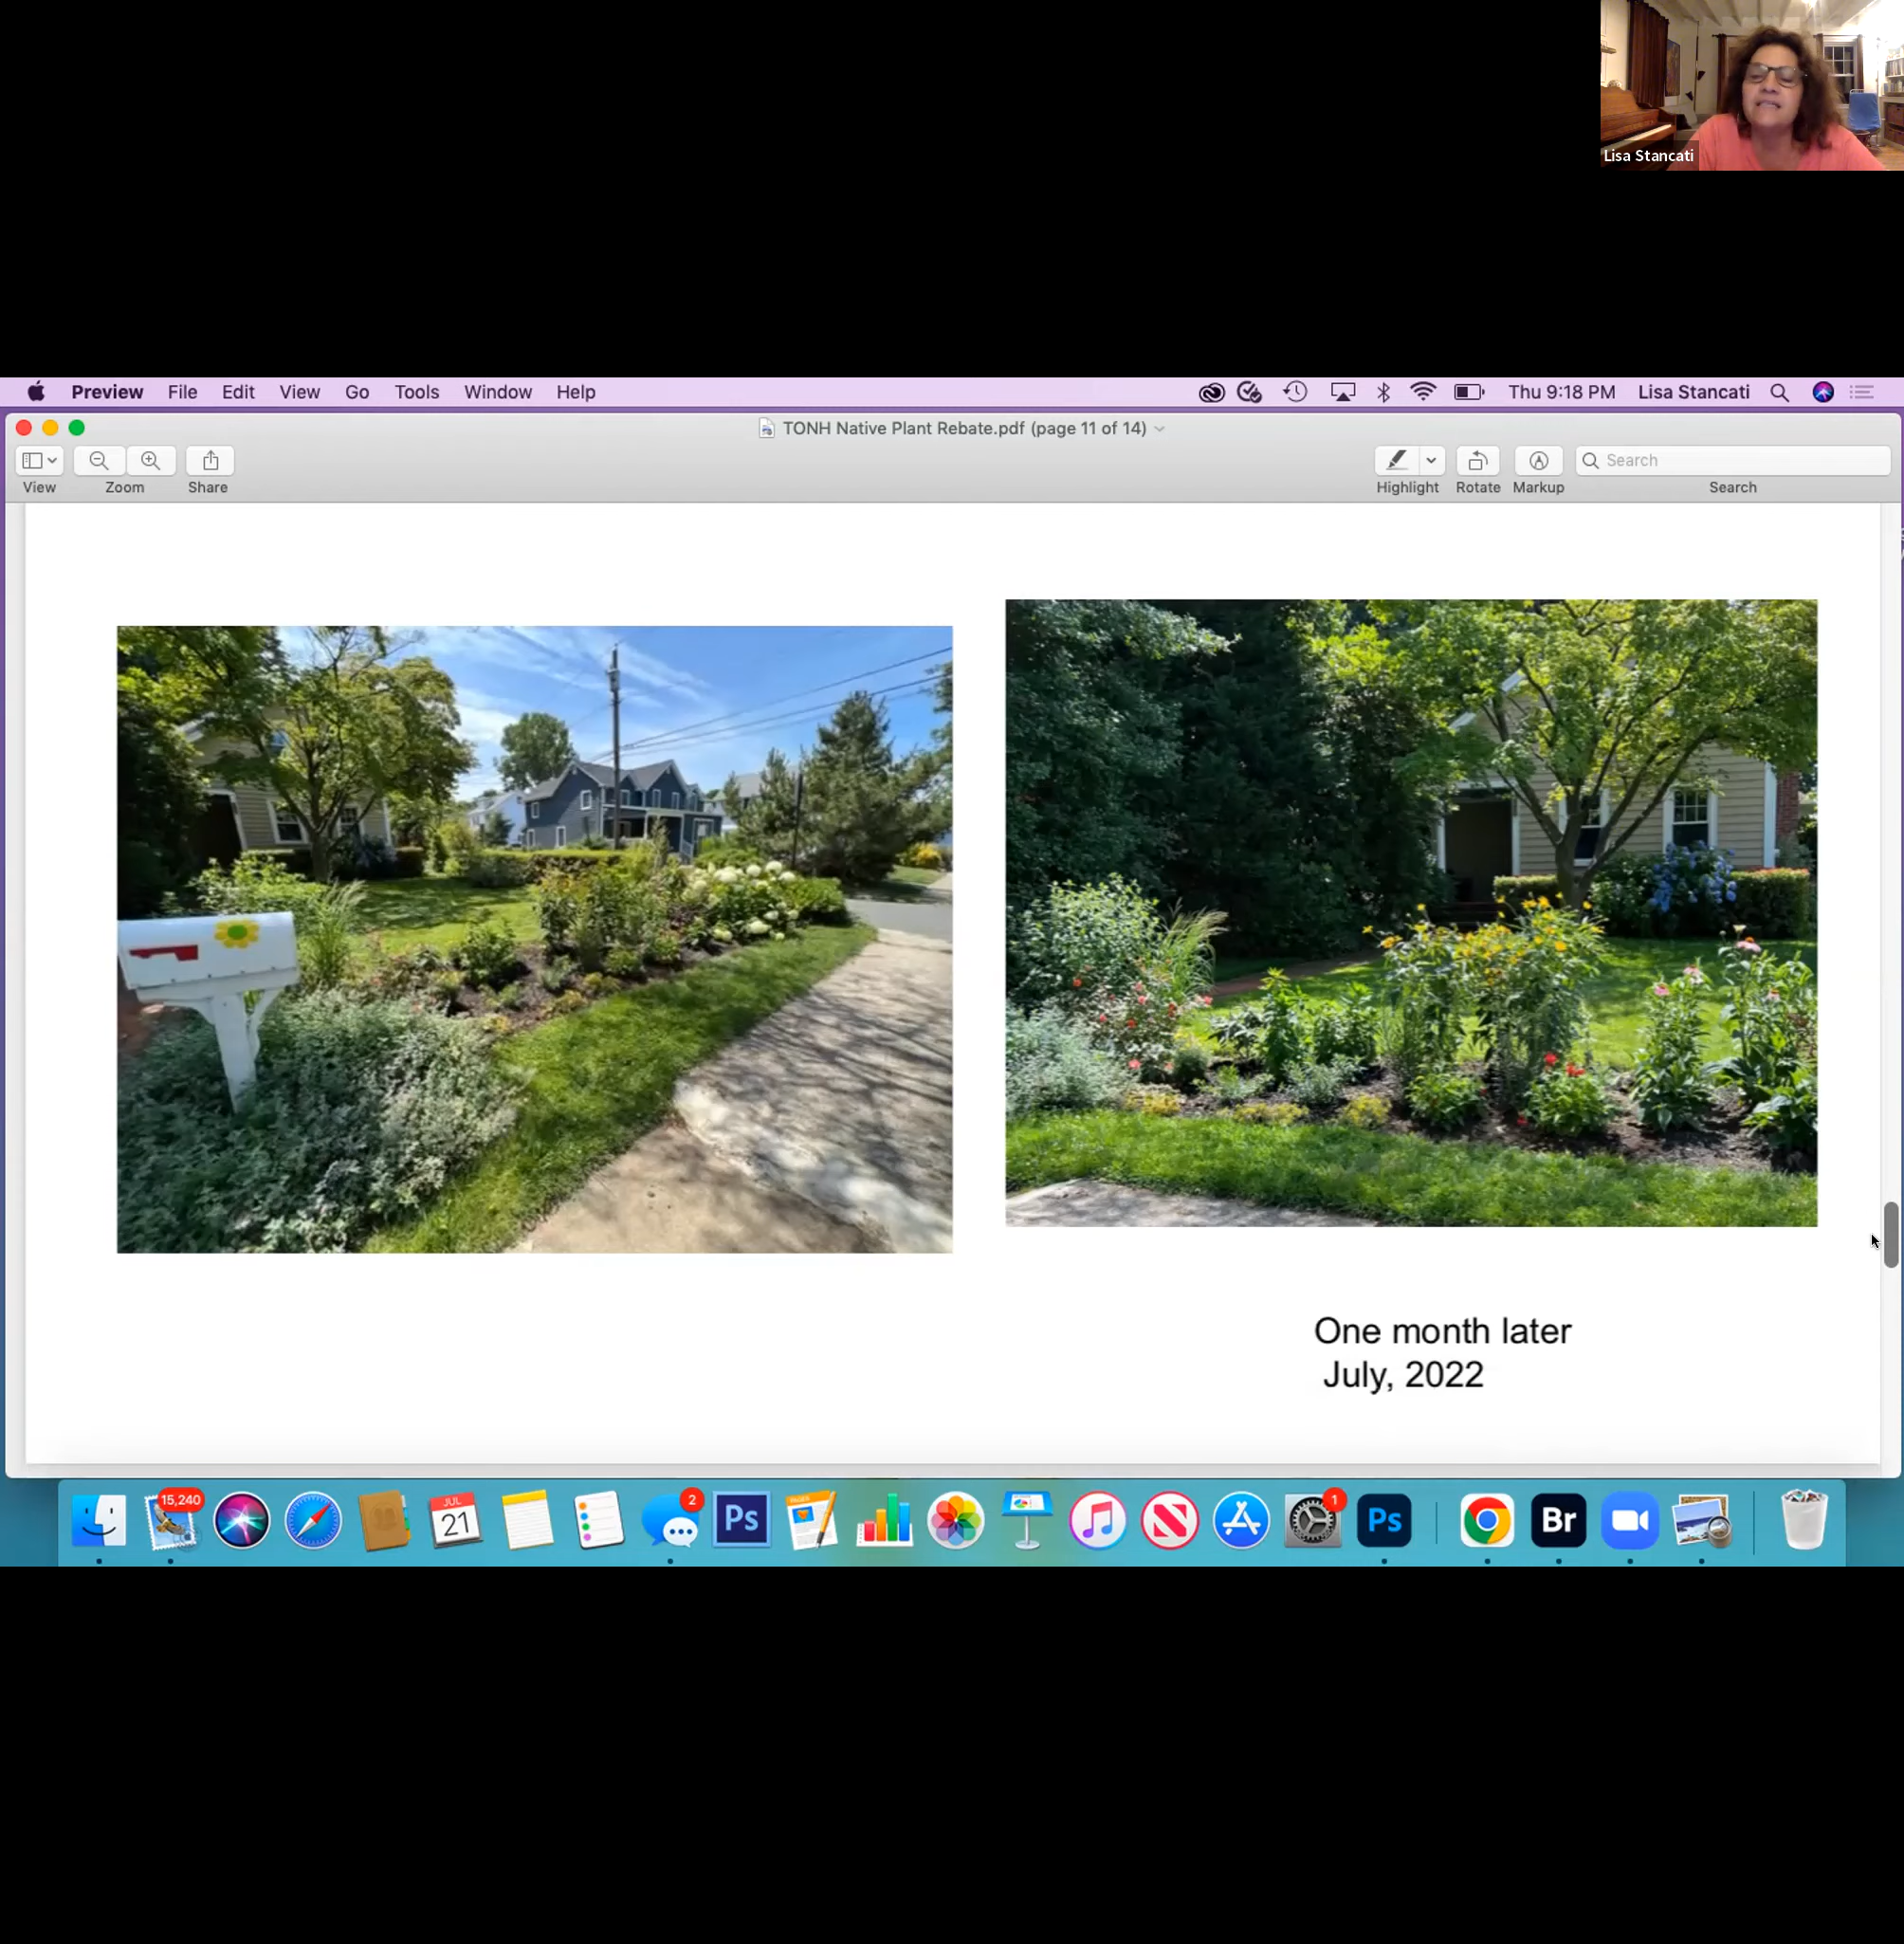 Lisa Stancati
Preview File Edit View Go Tools Window Help Thu 9:18 PM Lisa Stancati
TONH Native Plant Rebate.pdf (page 11 of 14)
Search
View Zoom Share Highlight Rotate Markup Search
One month later
July, 2022
15,240
JUL
21
2
Ps
PAGES
1
Ps
Br